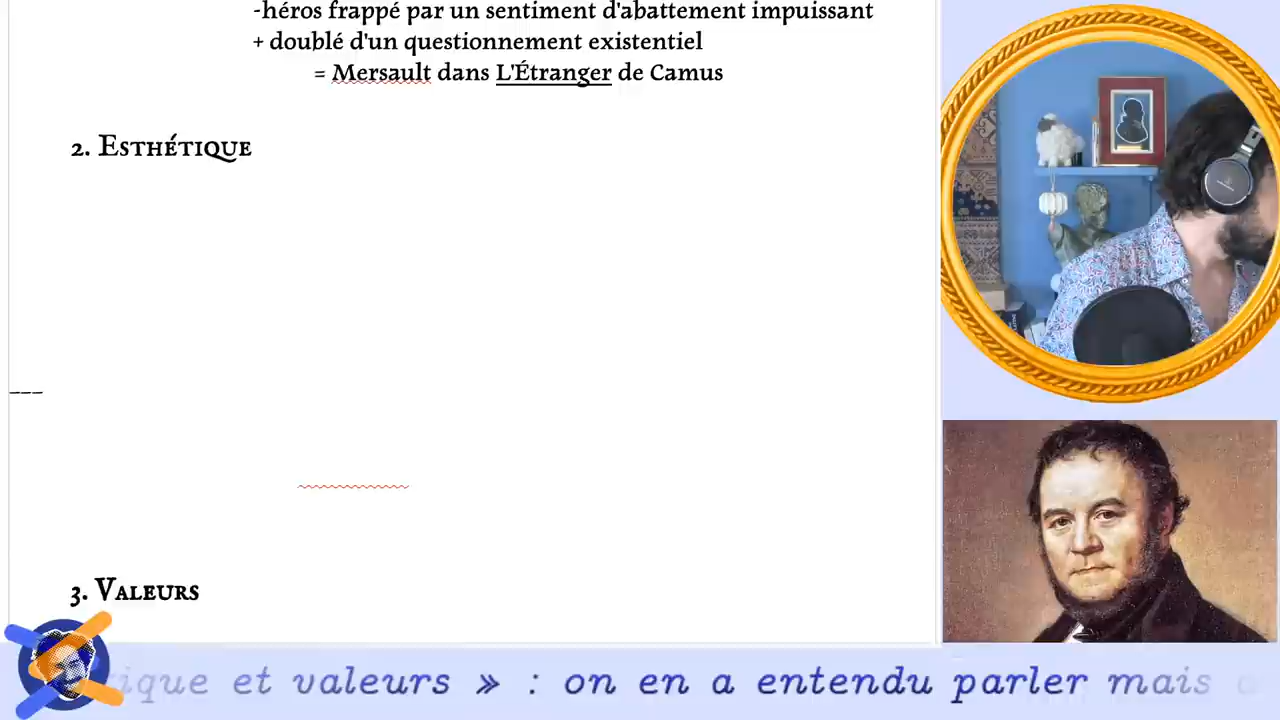 -héros frappé par un sentiment d'abattement impuissant
+ doublé d'un questionnement existentiel
= Mersault dans L'Étranger de Camus
2. Esthétique
---
3. Valeurs
ique et valeurs » : on en a entendu parler mais